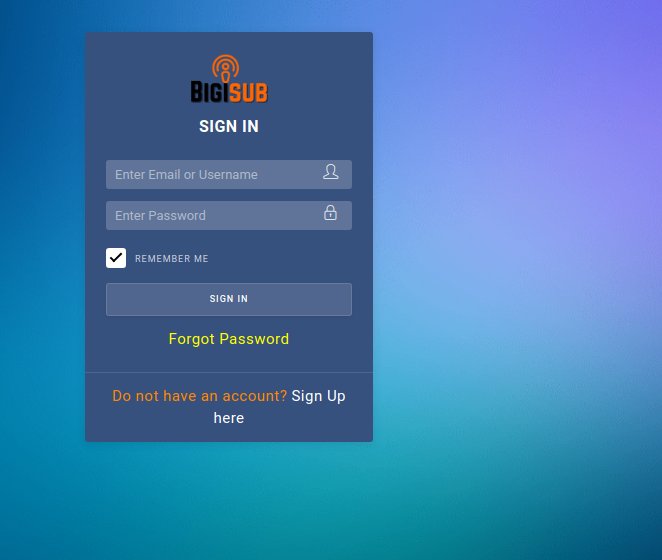 BIGISUB
SIGN IN
Enter Email or Username
Enter Password
REMEMBER ME
SIGN IN
Forgot Password
Do not have an account? Sign Up
here